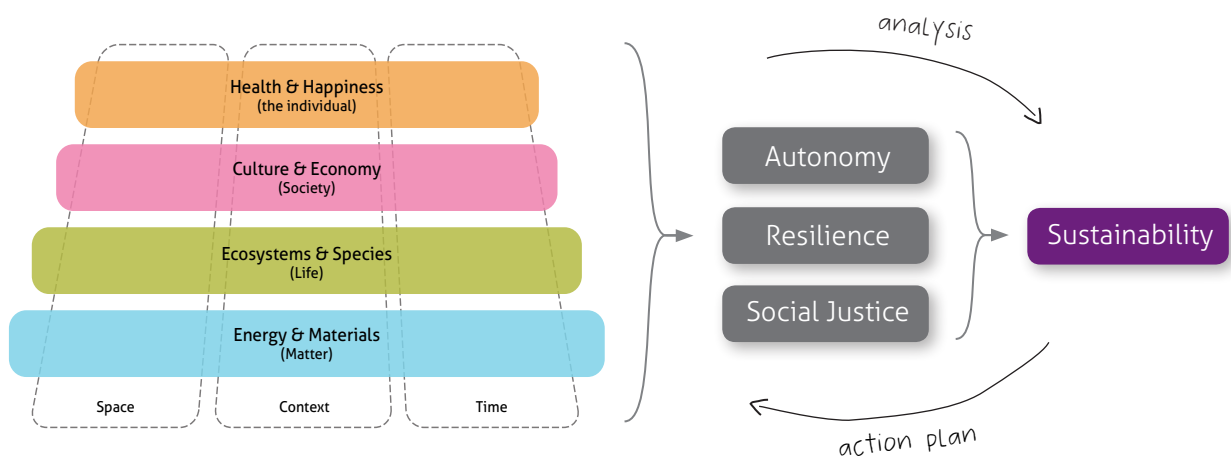 Health & Happiness
(the individual)
Culture & Economy
(Society)
Ecosystems & Species
(Life)
Energy & Materials
(Matter)
Space
Context
Time
analysis
Autonomy
Resilience
Social Justice
Sustainability
action plan